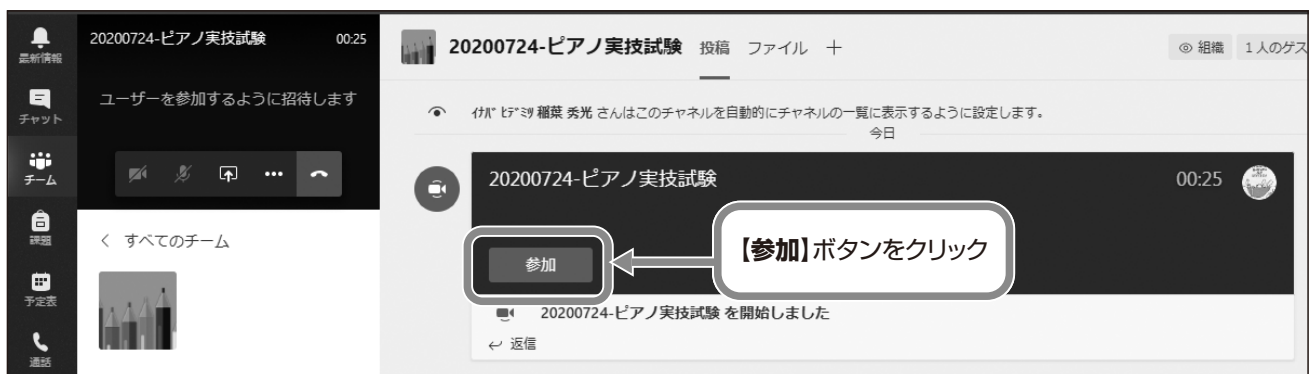 最新情報
チャット
チーム
課題
予定表
通話
20200724-ピアノ実技試験 00:25
ユーザーを参加するように招待します
すべてのチーム
20200724-ピアノ実技試験 投稿 ファイル +
組織 1人のゲス
ｲﾅﾊﾞ ﾋﾃﾞﾐﾂ 稲葉 秀光 さんはこのチャネルを自動的にチャネルの一覧に表示するように設定します。
今日
20200724-ピアノ実技試験 00:25
参加
【参加】ボタンをクリック
20200724-ピアノ実技試験 を開始しました
返信